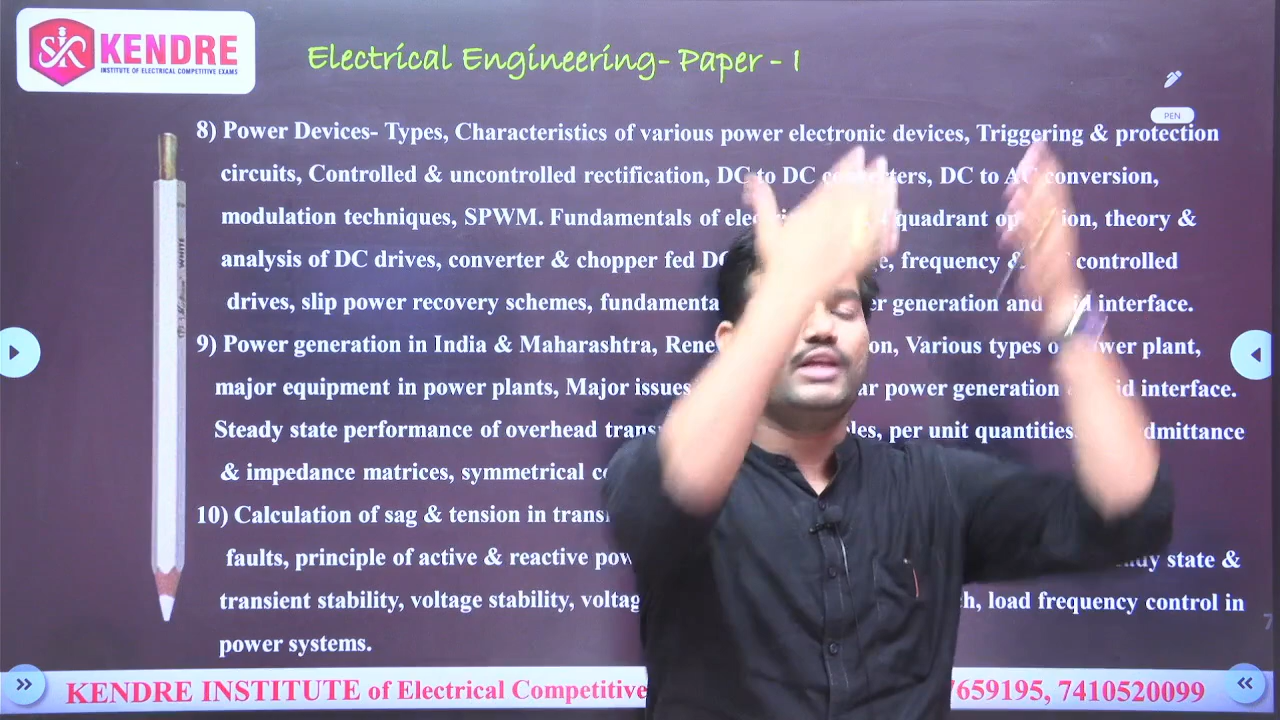 KENDRE
INSTITUTE OF ELECTRICAL COMPETITIVE EXAMS
Electrical Engineering- Paper - I
PEN
8) Power Devices- Types, Characteristics of various power electronic devices, Triggering & protection
circuits, Controlled & uncontrolled rectification, DC to DC converters, DC to AC conversion,
modulation techniques, SPWM. Fundamentals of quadrant theory &
analysis of DC drives, converter & chopper fed frequency & controlled
drives, slip power recovery schemes, generation and interface.
9) Power generation in India & Maharashtra, Various types power plant,
major equipment in power plants, Major issues power generation interface.
Steady state performance of overhead per unit quantities,
& impedance matrices, symmetrical
10) Calculation of sag & tension in
faults, principle of active & reactive state &
transient stability, voltage stability, load frequency control in
power systems.
7
KENDRE INSTITUTE of Electrical Competitive 7659195, 7410520099